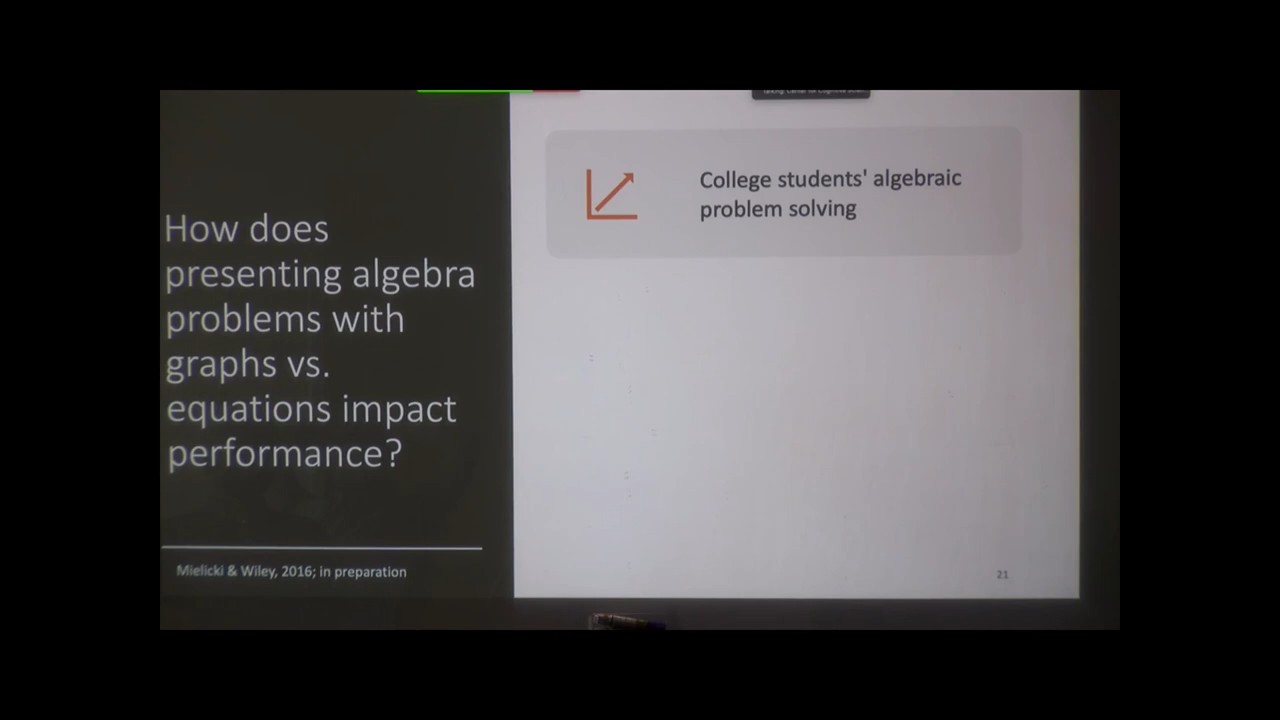 How does
presenting algebra
problems with
graphs vs.
equations impact
performance?
Mielicki & Wiley, 2016; in preparation
College students' algebraic
problem solving
21